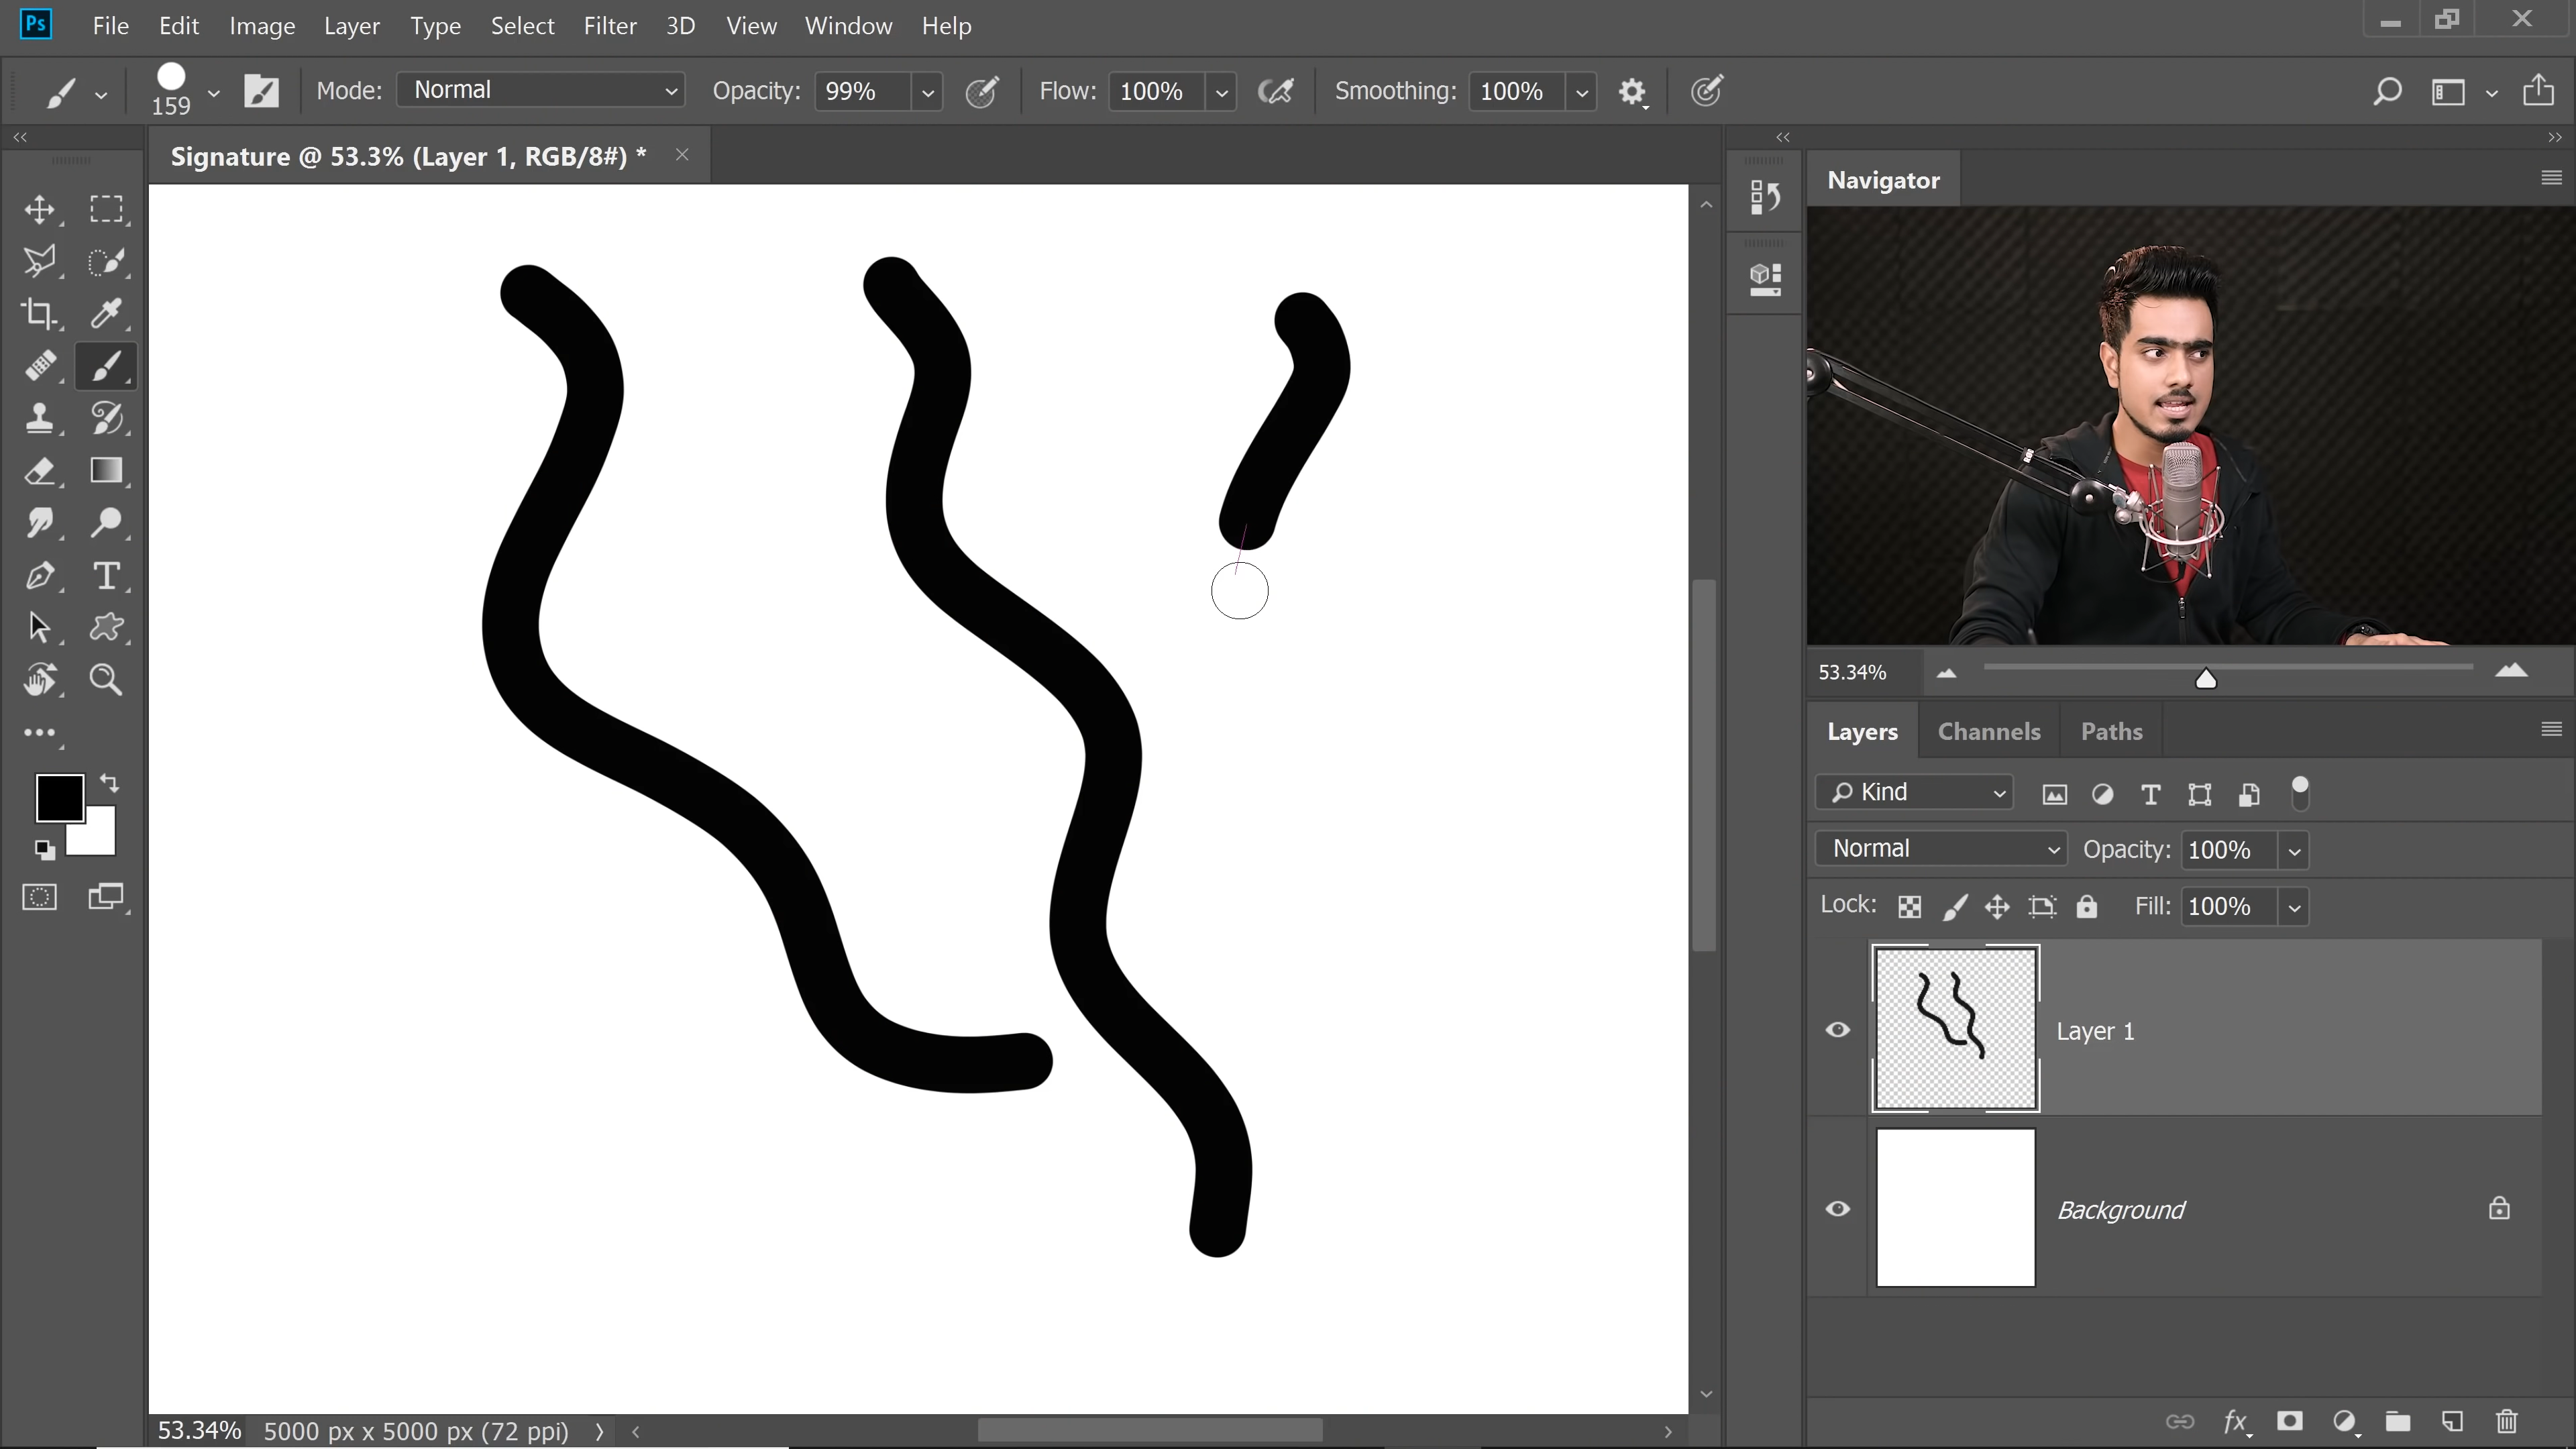 Ps File Edit Image Layer Type Select Filter 3D View Window Help
159 Mode: Normal Opacity: 99% Flow: 100% Smoothing: 100%
Signature @ 53.3% (Layer 1, RGB/8#) *
Navigator
53.34%
Layers Channels Paths
Kind
Normal Opacity: 100%
Lock: Fill: 100%
Layer 1
Background
fx
53.34% 5000 px x 5000 px (72 ppi)